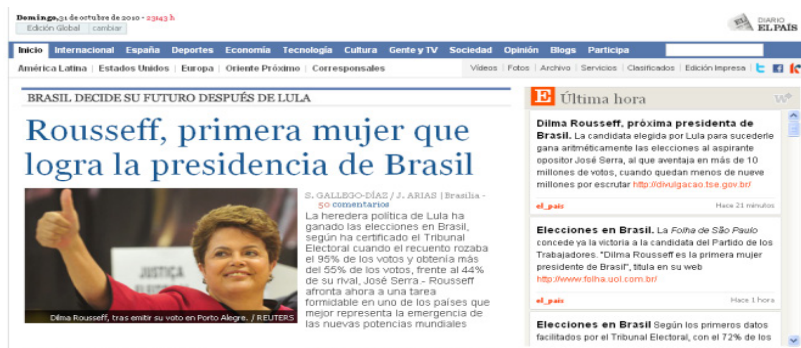 Domingo, 31 de octubre de 2010 - 23:43 h
Edición Global cambiar
DIARIO
EL PAÍS
Inicio Internacional España Deportes Economía Tecnología Cultura Gente y TV Sociedad Opinión Blogs Participa
América Latina | Estados Unidos | Europa | Oriente Próximo | Corresponsales
Vídeos | Fotos | Archivo | Servicios | Clasificados | Edición Impresa
BRASIL DECIDE SU FUTURO DESPUÉS DE LULA
Rousseff, primera mujer que
logra la presidencia de Brasil
JUSTICIA
Dilma Rousseff, tras emitir su voto en Porto Alegre. / REUTERS
S. GALLEGO-DÍAZ / J. ARIAS | Brasilia -
50 comentarios
La heredera política de Lula ha
ganado las elecciones en Brasil,
según ha certificado el Tribunal
Electoral cuando el recuento rozaba
el 95% de los votos y obtenía más
del 55% de los votos, frente al 44%
de su rival, José Serra.- Rousseff
afronta ahora a una tarea
formidable en uno de los países que
mejor representa la emergencia de
las nuevas potencias mundiales
E Última hora
Dilma Rousseff, próxima presidenta de
Brasil. La candidata elegida por Lula para sucederle
gana aritméticamente las elecciones al aspirante
opositor José Serra, al que aventaja en más de 10
millones de votos, cuando quedan menos de nueve
millones por escrutar http://divulgacao.tse.gov.br/
el_pais Hace 21 minutos
Elecciones en Brasil. La Folha de São Paulo
concede ya la victoria a la candidata del Partido de los
Trabajadores. "Dilma Rousseff es la primera mujer
presidente de Brasil", titula en su web
http://www.folha.uol.com.br/
el_pais Hace 1 hora
Elecciones en Brasil Según los primeros datos
facilitados por el Tribunal Electoral, con el 72% de los